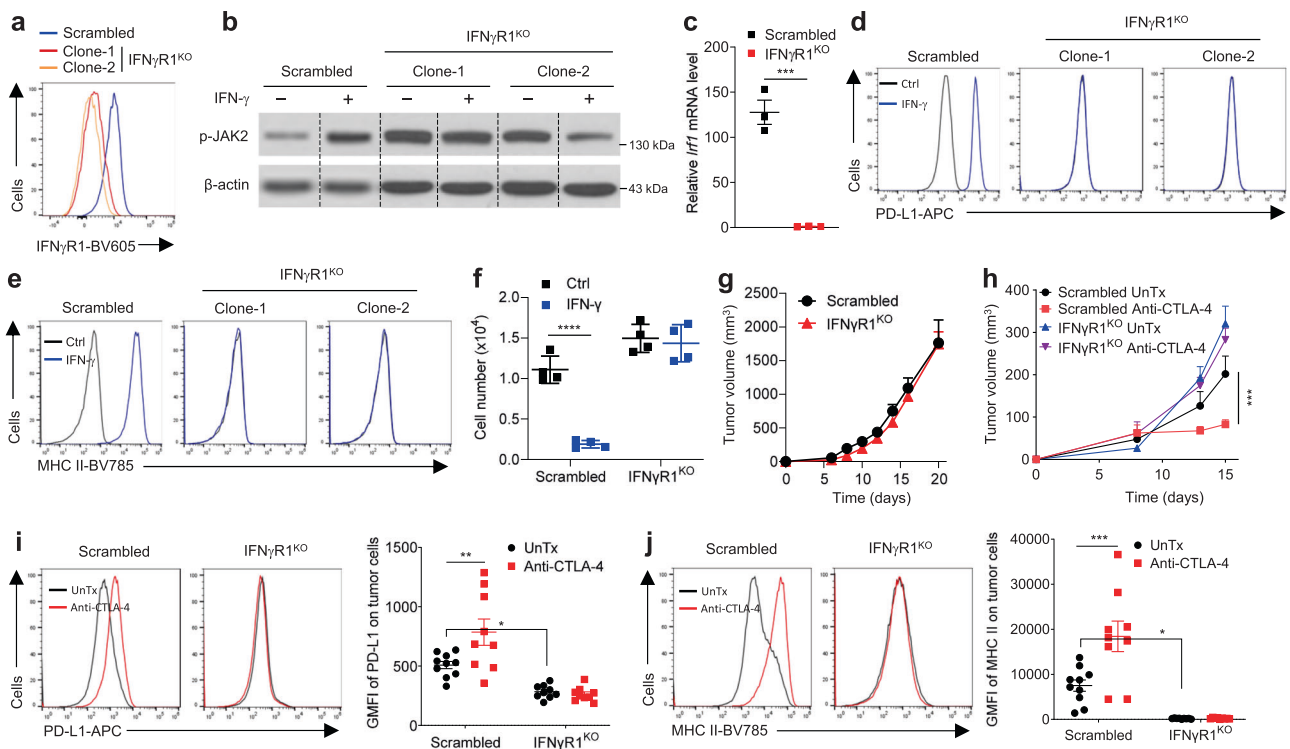 a
Scrambled
Clone-1
Clone-2
IFNγR1KO
100
80
60
40
20
0
Cells
IFNγR1-BV605
b
IFNγR1KO
Scrambled
Clone-1
Clone-2
IFN-γ
− + − + − +
p-JAK2
130 kDa
β-actin
43 kDa
c
Scrambled
IFNγR1KO
Relative Irf1 mRNA level
200
150
100
50
0
***
d
IFNγR1KO
Scrambled
Clone-1
Clone-2
Ctrl
IFN-γ
Cells
PD-L1-APC
e
IFNγR1KO
Scrambled
Clone-1
Clone-2
Ctrl
IFN-γ
Cells
MHC II-BV785
f
Ctrl
IFN-γ
Cell number (x10⁴)
2.0
1.5
1.0
0.5
0.0
****
Scrambled
IFNγR1KO
g
Scrambled
IFNγR1KO
Tumor volume (mm³)
2500
2000
1500
1000
500
0
0 5 10 15 20
Time (days)
h
Scrambled UnTx
Scrambled Anti-CTLA-4
IFNγR1KO UnTx
IFNγR1KO Anti-CTLA-4
Tumor volume (mm³)
400
300
200
100
0
***
0 5 10 15
Time (days)
i
Scrambled
IFNγR1KO
UnTx
Anti-CTLA-4
Cells
PD-L1-APC
UnTx
Anti-CTLA-4
GMFI of PD-L1 on tumor cells
1500
1000
500
0
**
*
Scrambled
IFNγR1KO
j
Scrambled
IFNγR1KO
UnTx
Anti-CTLA-4
Cells
MHC II-BV785
UnTx
Anti-CTLA-4
GMFI of MHC II on tumor cells
40000
30000
20000
10000
0
***
*
Scrambled
IFNγR1KO